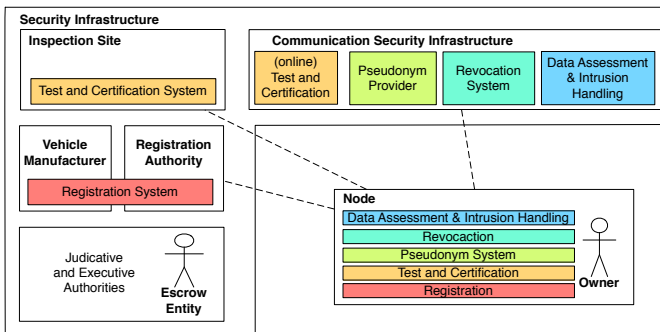 Security Infrastructure
Inspection Site
Test and Certification System
Communication Security Infrastructure
(online)
Test and
Certification
Pseudonym
Provider
Revocation
System
Data Assessment
& Intrusion
Handling
Vehicle
Manufacturer
Registration
Authority
Registration System
Judicative
and Executive
Authorities
Escrow
Entity
Node
Data Assessment & Intrusion Handling
Revocaction
Pseudonym System
Test and Certification
Registration
Owner